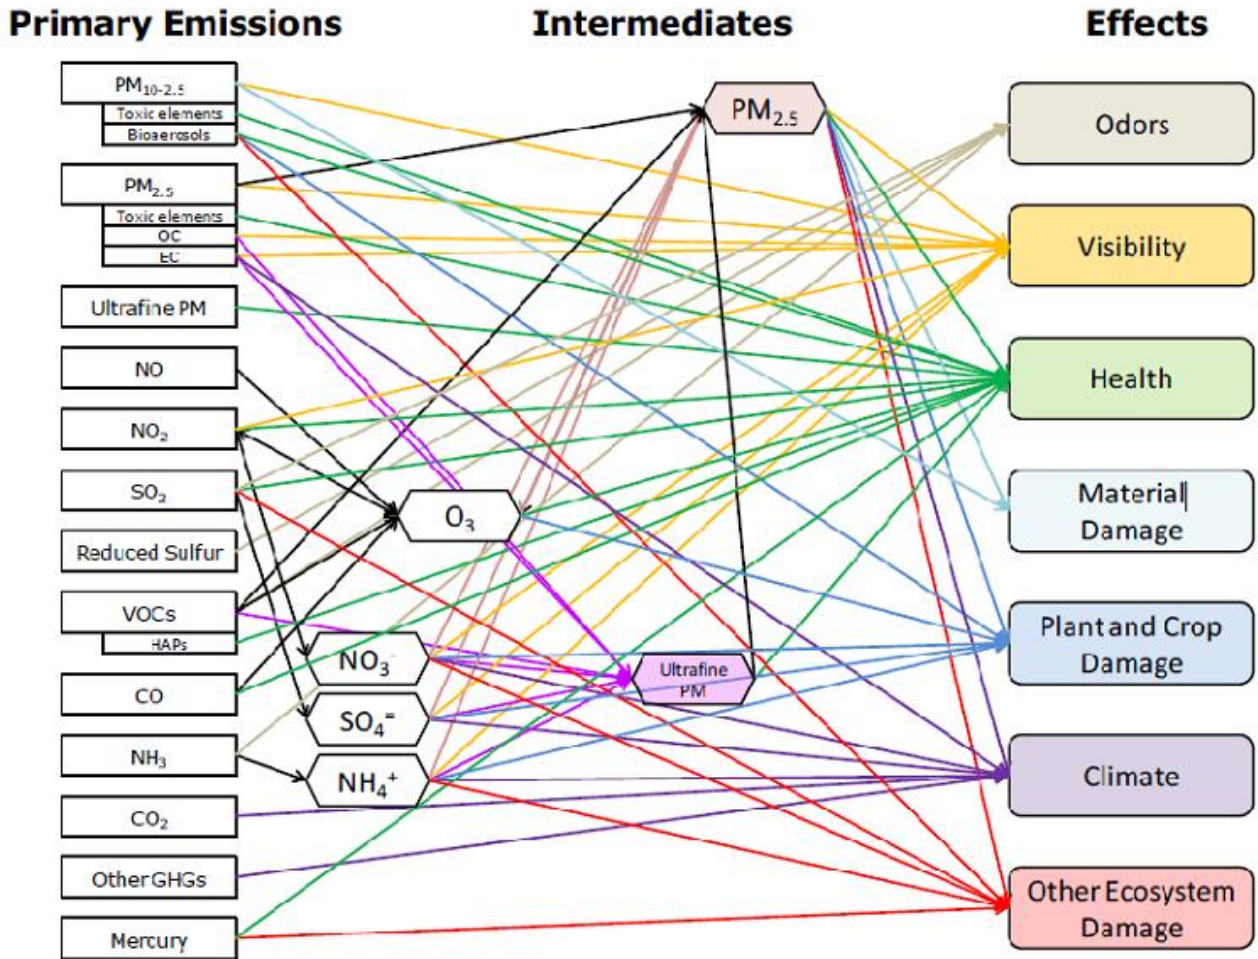 Primary Emissions
Intermediates
Effects
PM10-2.5
Toxic elements
Bioaerosols
PM2.5
Toxic elements
OC
EC
Ultrafine PM
NO
NO2
SO2
Reduced Sulfur
VOCs
HAPs
CO
NH3
CO2
Other GHGs
Mercury
PM2.5
O3
NO3-
SO4=
NH4+
Ultrafine
PM
Odors
Visibility
Health
Material
Damage
Plant and Crop
Damage
Climate
Other Ecosystem
Damage